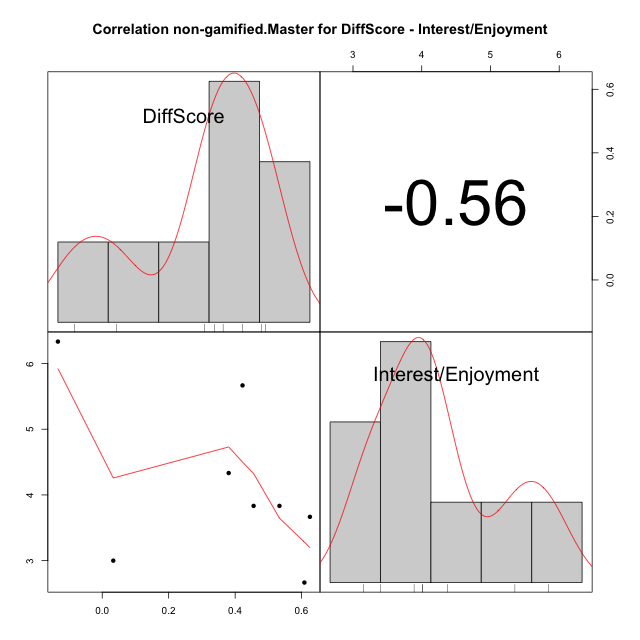 Correlation non-gamified.Master for DiffScore - Interest/Enjoyment
3 4 5 6
DiffScore
-0.56
0.6
0.4
0.2
0.0
Interest/Enjoyment
6
5
4
3
0.0 0.2 0.4 0.6